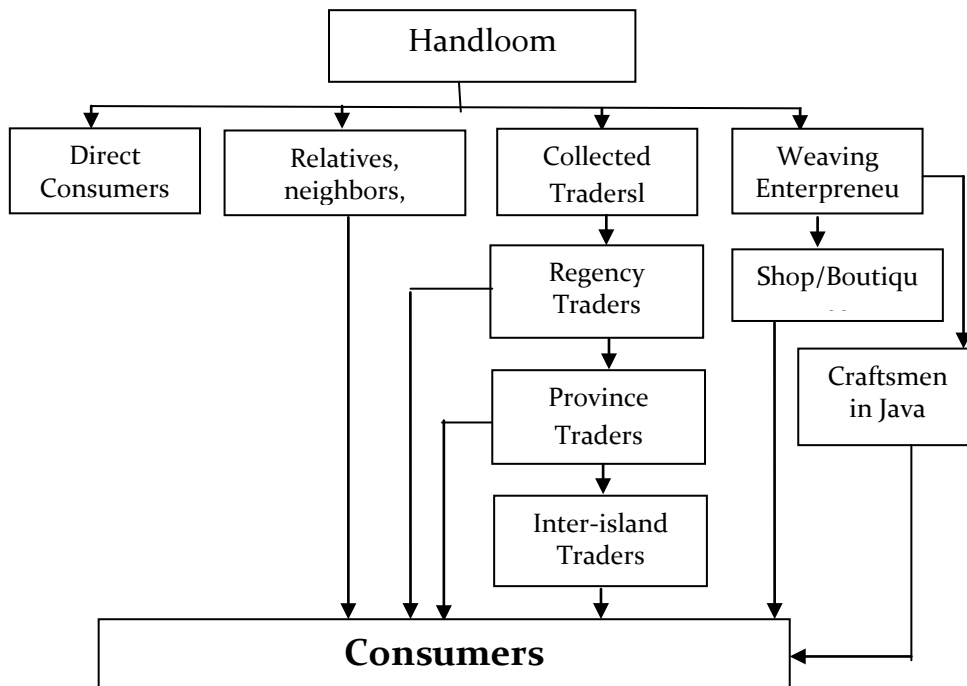 Handloom
Direct
Consumers
Relatives,
neighbors,
Collected
Tradersl
Weaving
Enterpreneu
Regency
Traders
Shop/Boutiqu
Province
Traders
Craftsmen
in Java
Inter-island
Traders
Consumers